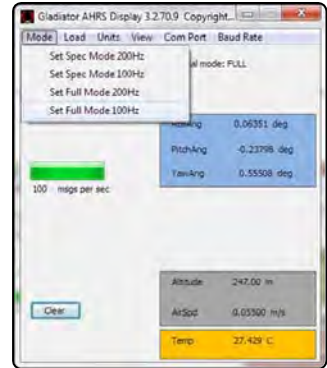 Gladiator AHRS Display 3.2.70.9 Copyright...
Mode Load Units View Com Port Baud Rate
Set Spec Mode 200Hz
Set Spec Mode 100Hz
al mode: FULL
Set Full Mode 200Hz
Set Full Mode 100Hz
0.06351 deg
PitchAng -0.23798 deg
YawAng 0.55508 deg
100 msgs per sec
Altitude 247.00 m
Clear
AirSpd 0.05500 m/s
Temp 27.429 C